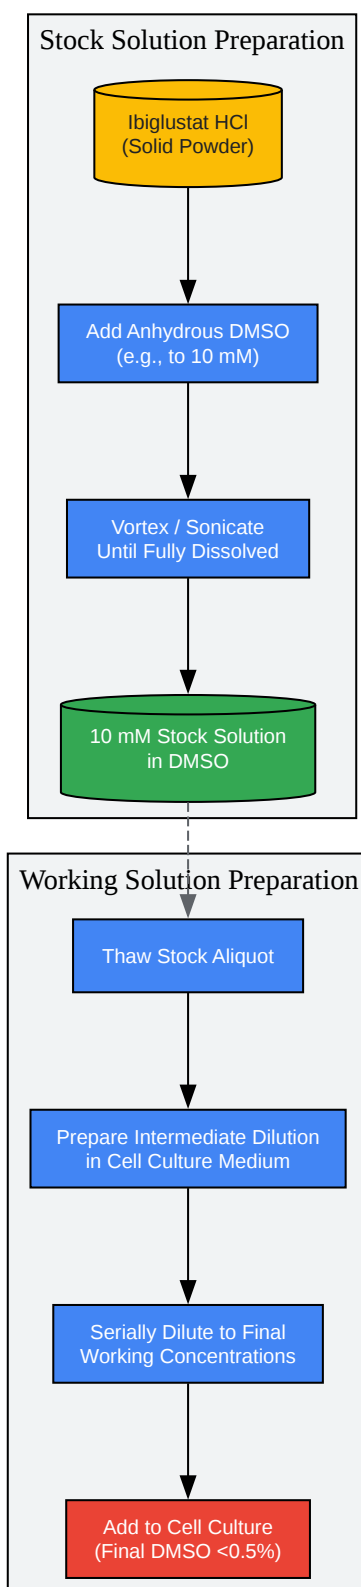 Stock Solution Preparation
Ibiglustat HCl
(Solid Powder)
Add Anhydrous DMSO
(e.g., to 10 mM)
Vortex / Sonicate
Until Fully Dissolved
10 mM Stock Solution
in DMSO
Working Solution Preparation
Thaw Stock Aliquot
Prepare Intermediate Dilution
in Cell Culture Medium
Serially Dilute to Final
Working Concentrations
Add to Cell Culture
(Final DMSO <0.5%)